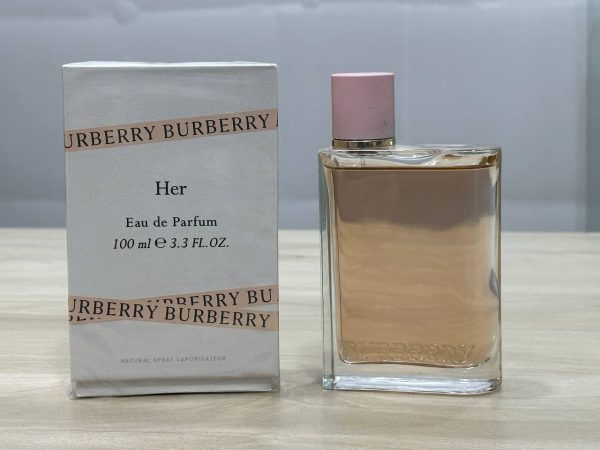 URBERRY BURBERRY
Her
Eau de Parfum
100 ml ℮ 3.3 FL.OZ.
URBERRY BU
URBERRY BURBERRY
NATURAL SPRAY VAPORISATEUR
BURBERRY